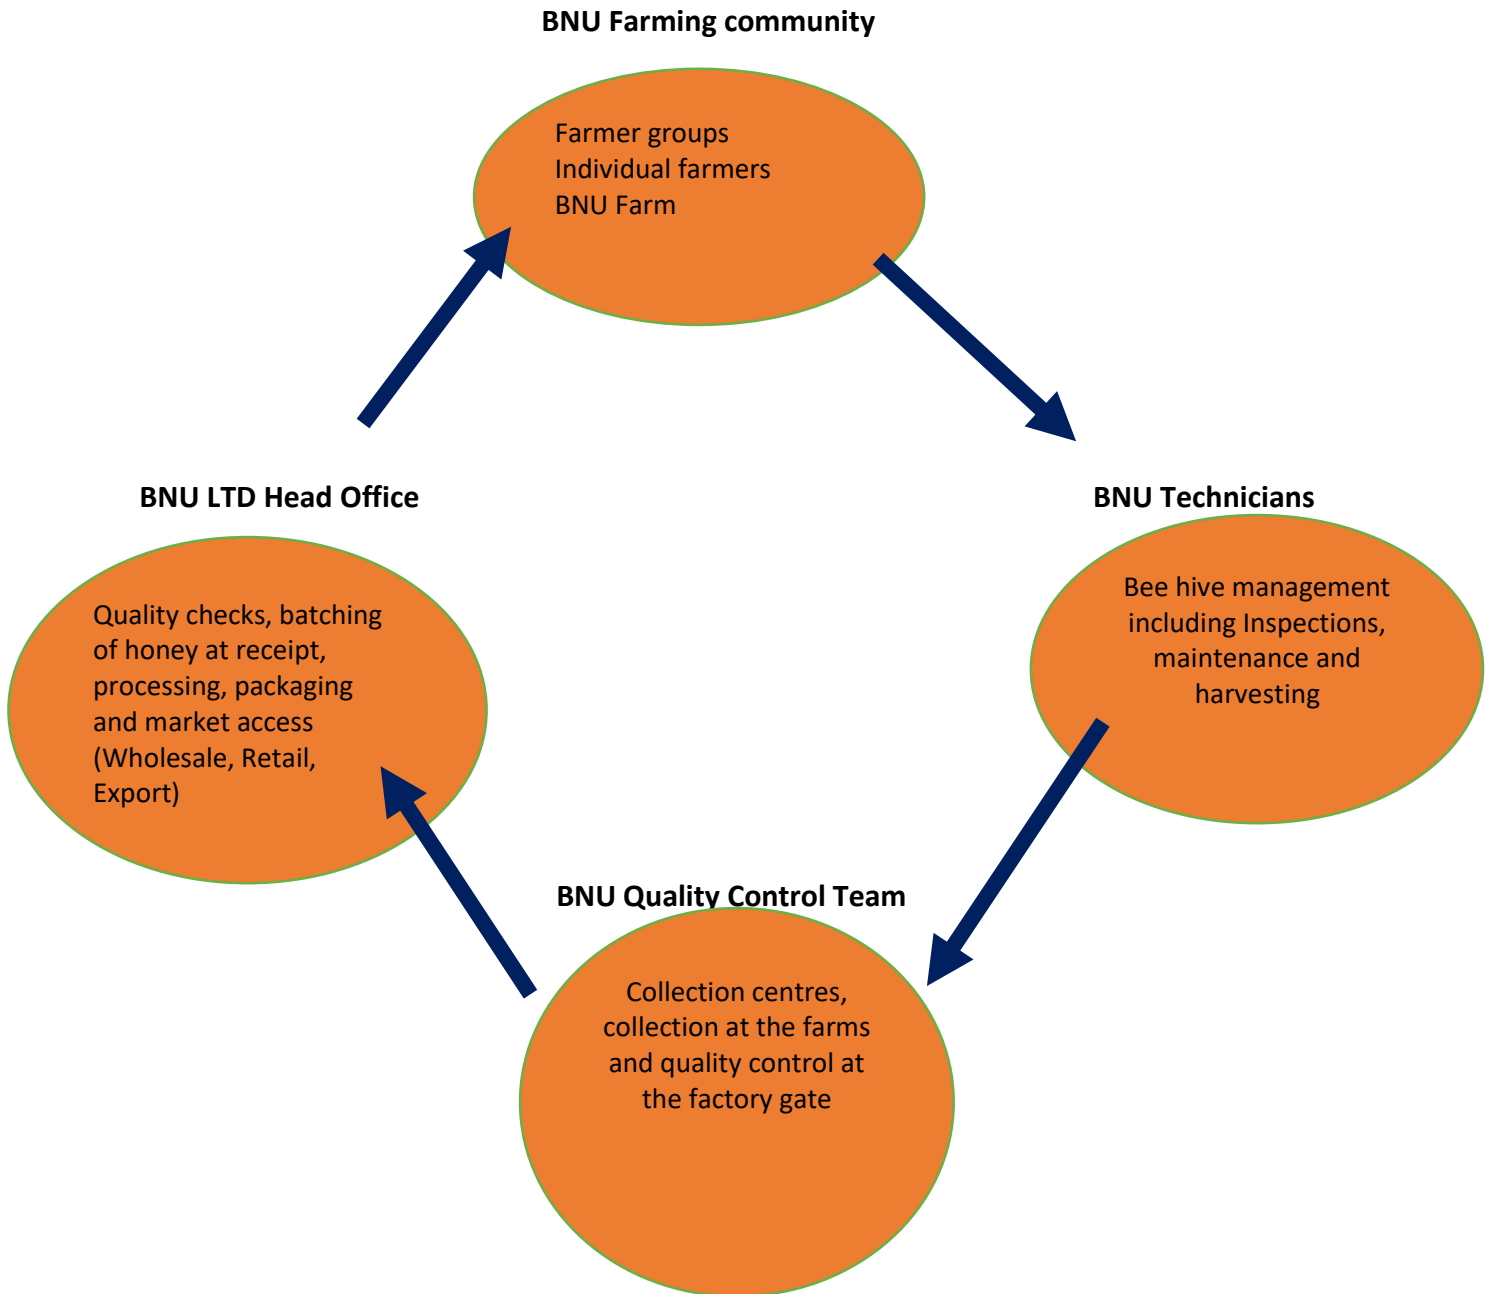 BNU Farming community
Farmer groups
Individual farmers
BNU Farm
BNU LTD Head Office
Quality checks, batching
of honey at receipt,
processing, packaging
and market access
(Wholesale, Retail,
Export)
BNU Technicians
Bee hive management
including Inspections,
maintenance and
harvesting
BNU Quality Control Team
Collection centres,
collection at the farms
and quality control at
the factory gate